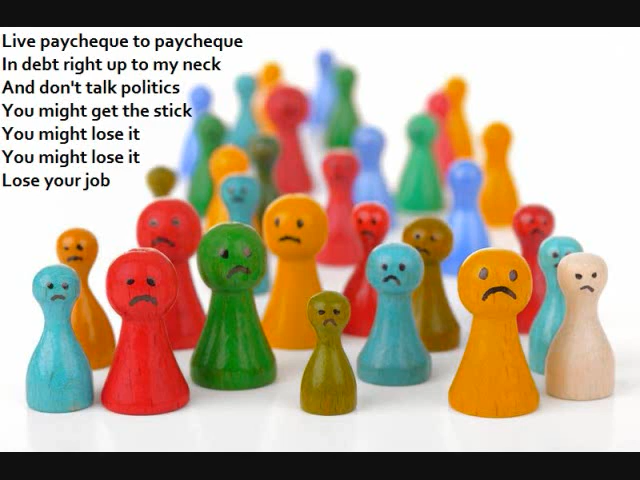 Live paycheque to paycheque
In debt right up to my neck
And don't talk politics
You might get the stick
You might lose it
You might lose it
Lose your job